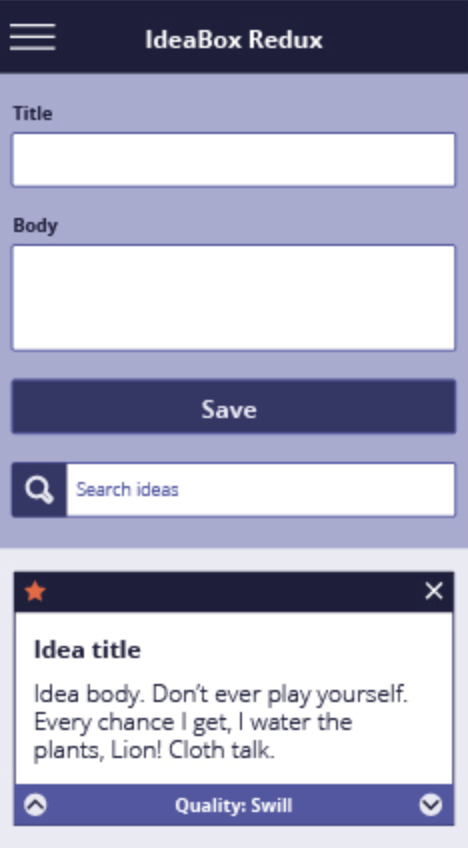 IdeaBox Redux
Title
Body
Save
Search ideas
Idea title
Idea body. Don't ever play yourself.
Every chance I get, I water the
plants, Lion! Cloth talk.
Quality: Swill